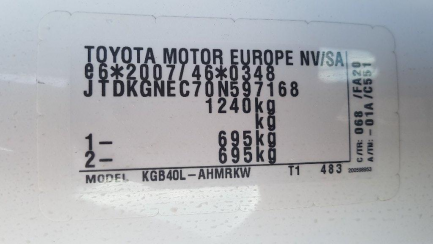 TOYOTA MOTOR EUROPE NV/SA
e6*2007/46*0348
JTDKGNEC70N597168
1240kg
kg
1- 695kg
2- 695kg
MODEL KGB40L-AHMRKW T1 483
C/TR: 068 /FA20
A/TM: -01A /C551